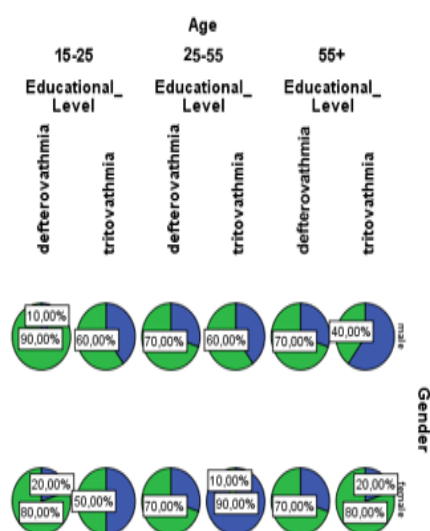 Age
15-25 25-55 55+
Educational_ Educational_ Educational_
Level Level Level
defterovathmia tritovathmia defterovathmia tritovathmia defterovathmia tritovathmia
10,00%
90,00% 60,00% 70,00% 60,00% 70,00% 40,00%
male
Gender
20,00% 10,00% 20,00%
80,00% 50,00% 70,00% 90,00% 70,00% 80,00%
female